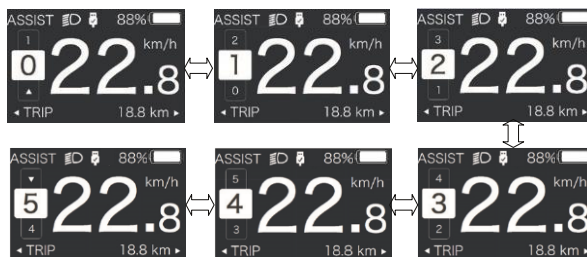 ASSIST 88%
1
0 22.8 km/h
▲
◂ TRIP 18.8 km ▸
ASSIST 88%
2
1 22.8 km/h
0
◂ TRIP 18.8 km ▸
ASSIST 88%
3
2 22.8 km/h
1
◂ TRIP 18.8 km ▸
ASSIST 88%
▼
5 22.8 km/h
4
◂ TRIP 18.8 km ▸
ASSIST 88%
5
4 22.8 km/h
3
◂ TRIP 18.8 km ▸
ASSIST 88%
4
3 22.8 km/h
2
◂ TRIP 18.8 km ▸